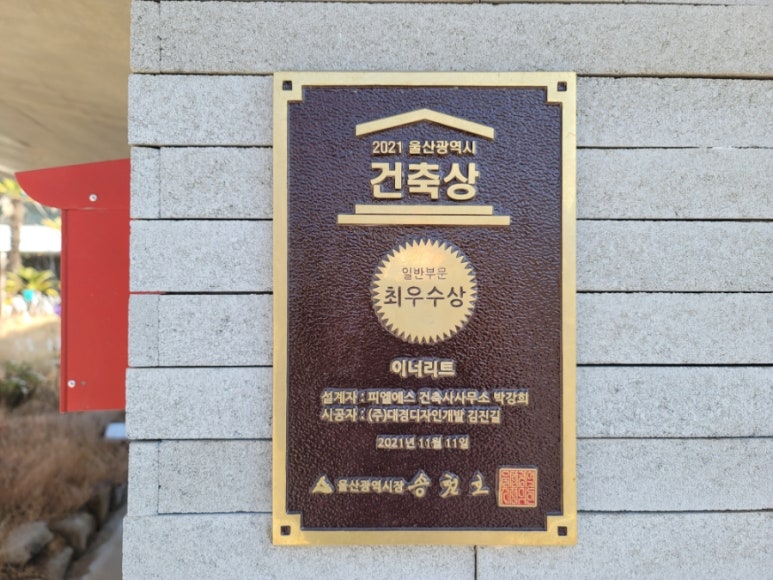 2021 울산광역시
건축상
일반부문
최우수상
이너리트
설계자 : 피엘에스 건축사사무소 박강희
시공자 : (주)대경디자인개발 김진길
2021년 11월 11일
울산광역시장 송철호